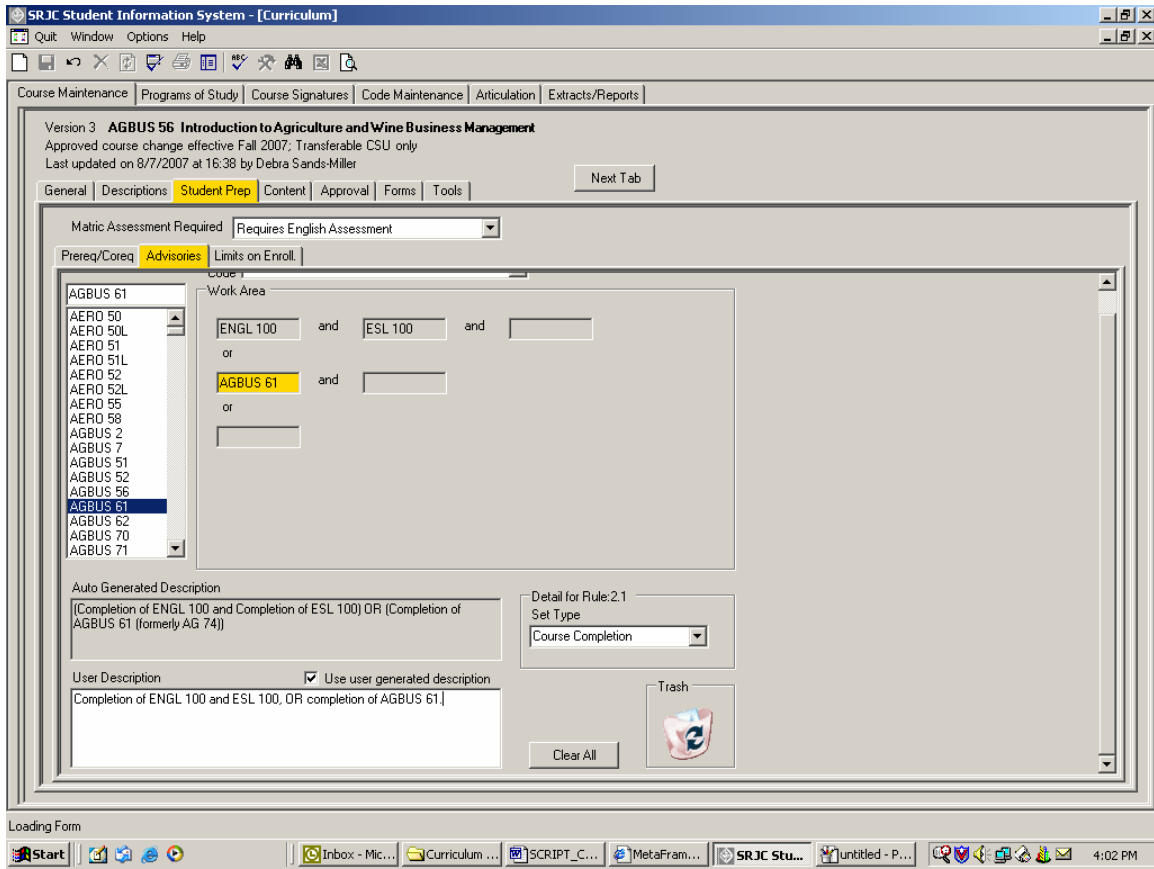 SRJC Student Information System - [Curriculum]
Quit Window Options Help
ABC
Course Maintenance Programs of Study Course Signatures Code Maintenance Articulation Extracts/Reports
Version 3 AGBUS 56 Introduction to Agriculture and Wine Business Management
Approved course change effective Fall 2007; Transferable CSU only
Last updated on 8/7/2007 at 16:38 by Debra Sands-Miller
Next Tab
General Descriptions Student Prep Content Approval Forms Tools
Matric Assessment Required Requires English Assessment
Prereq/Coreq Advisories Limits on Enroll.
Code
AGBUS 61
AERO 50
AERO 50L
AERO 51
AERO 51L
AERO 52
AERO 52L
AERO 55
AERO 58
AGBUS 2
AGBUS 7
AGBUS 51
AGBUS 52
AGBUS 56
AGBUS 61
AGBUS 62
AGBUS 70
AGBUS 71
Work Area
ENGL 100 and ESL 100 and
or
AGBUS 61 and
or
Auto Generated Description
(Completion of ENGL 100 and Completion of ESL 100) OR (Completion of
AGBUS 61 (formerly AG 74))
Detail for Rule:2.1
Set Type
Course Completion
User Description Use user generated description
Completion of ENGL 100 and ESL 100, OR completion of AGBUS 61.
Trash
Clear All
Loading Form
Start Inbox - Mic... Curriculum ... SCRIPT_C... MetaFram... SRJC Stu... untitled - P... 4:02 PM